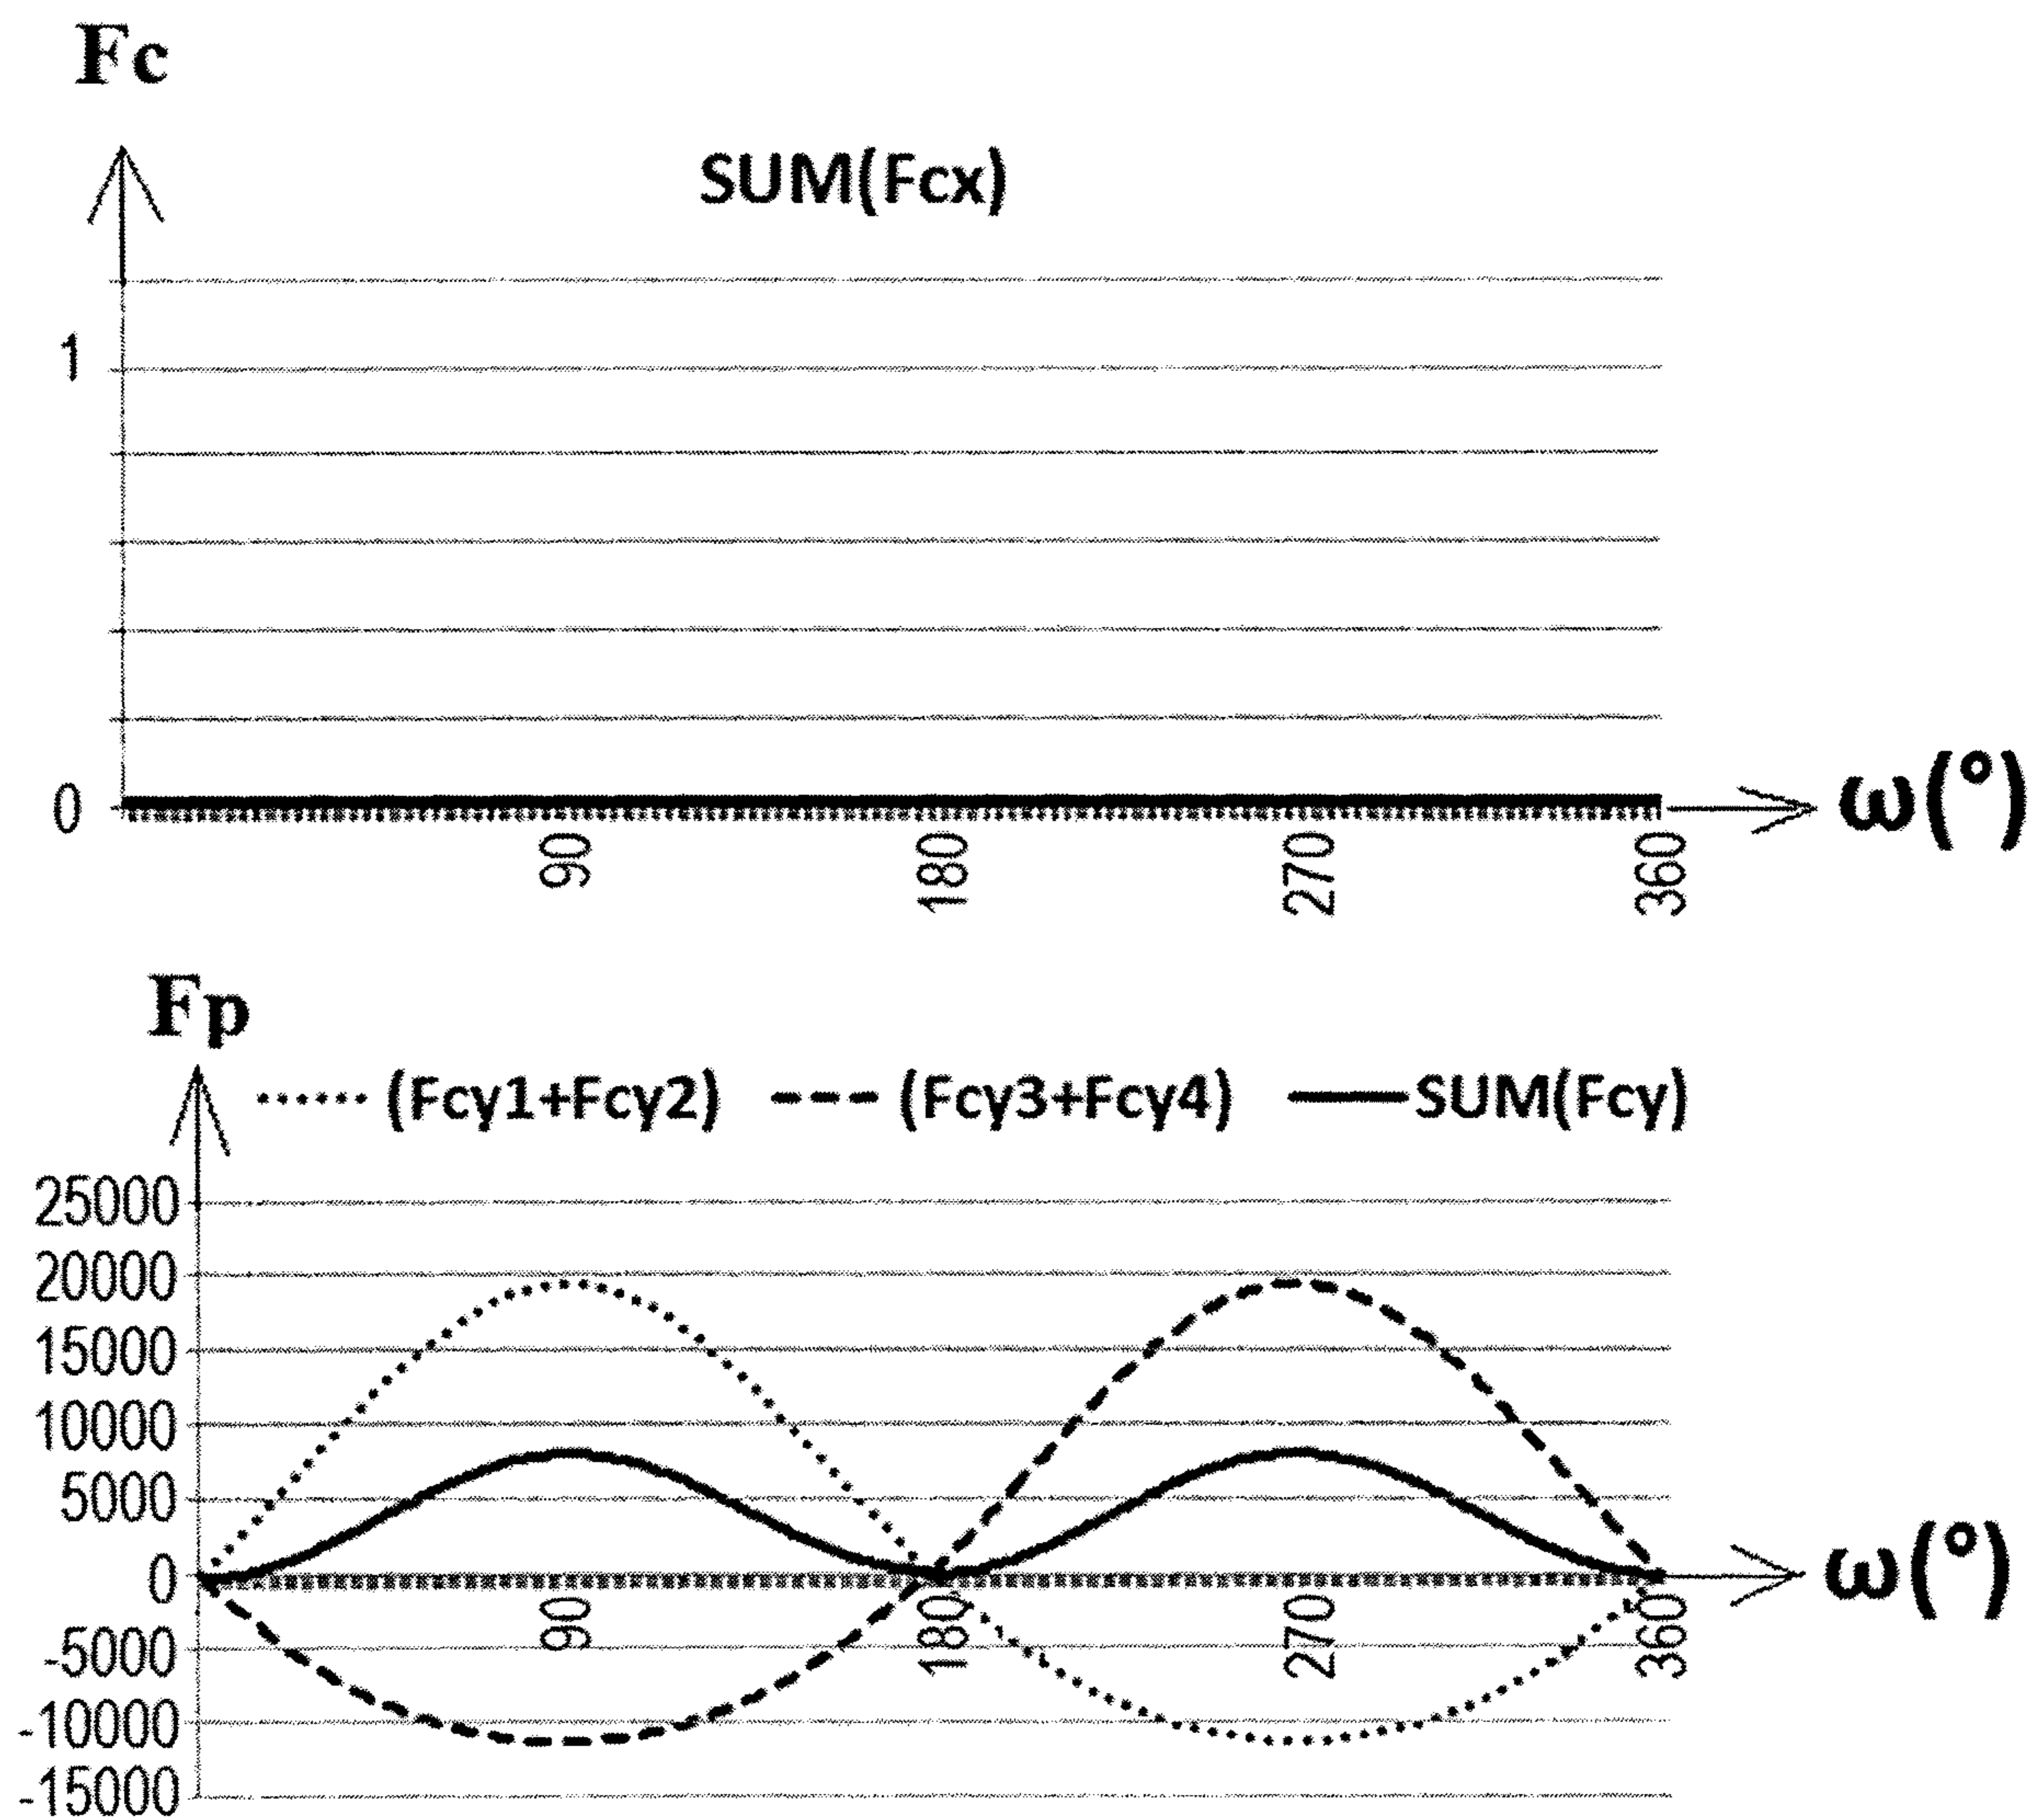 Fc
SUM(Fcx)
1
0
ω(°)
90
180
270
360
Fp
(Fcy1+Fcy2)
(Fcy3+Fcy4)
SUM(Fcy)
25000
20000
15000
10000
5000
0
ω(°)
90
180
270
360
-5000
-10000
-15000